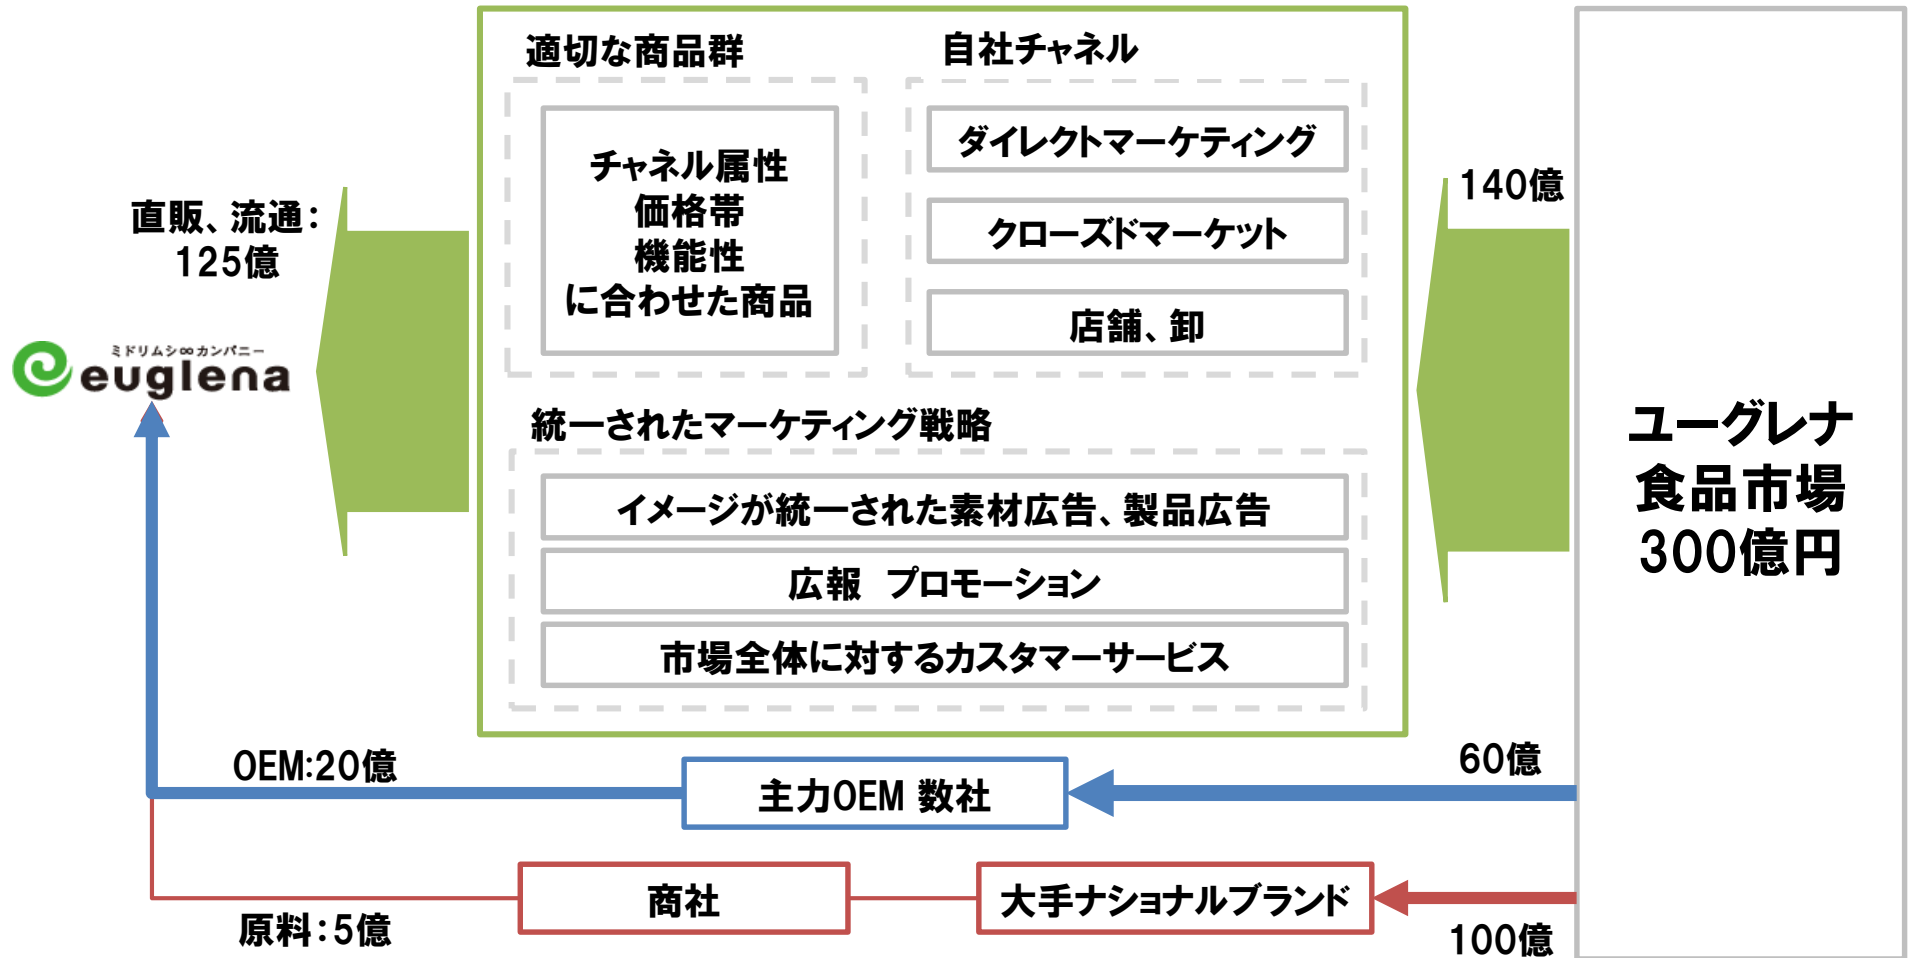 適切な商品群
チャネル属性
価格帯
機能性
に合わせた商品
自社チャネル
ダイレクトマーケティング
クローズドマーケット
店舗、卸
統一されたマーケティング戦略
イメージが統一された素材広告、製品広告
広報　プロモーション
市場全体に対するカスタマーサービス
直販、流通：
125億
ミドリムシ∞カンパニー
euglena
140億
ユーグレナ
食品市場
300億円
OEM:20億
主力OEM 数社
60億
原料：5億
商社
大手ナショナルブランド
100億